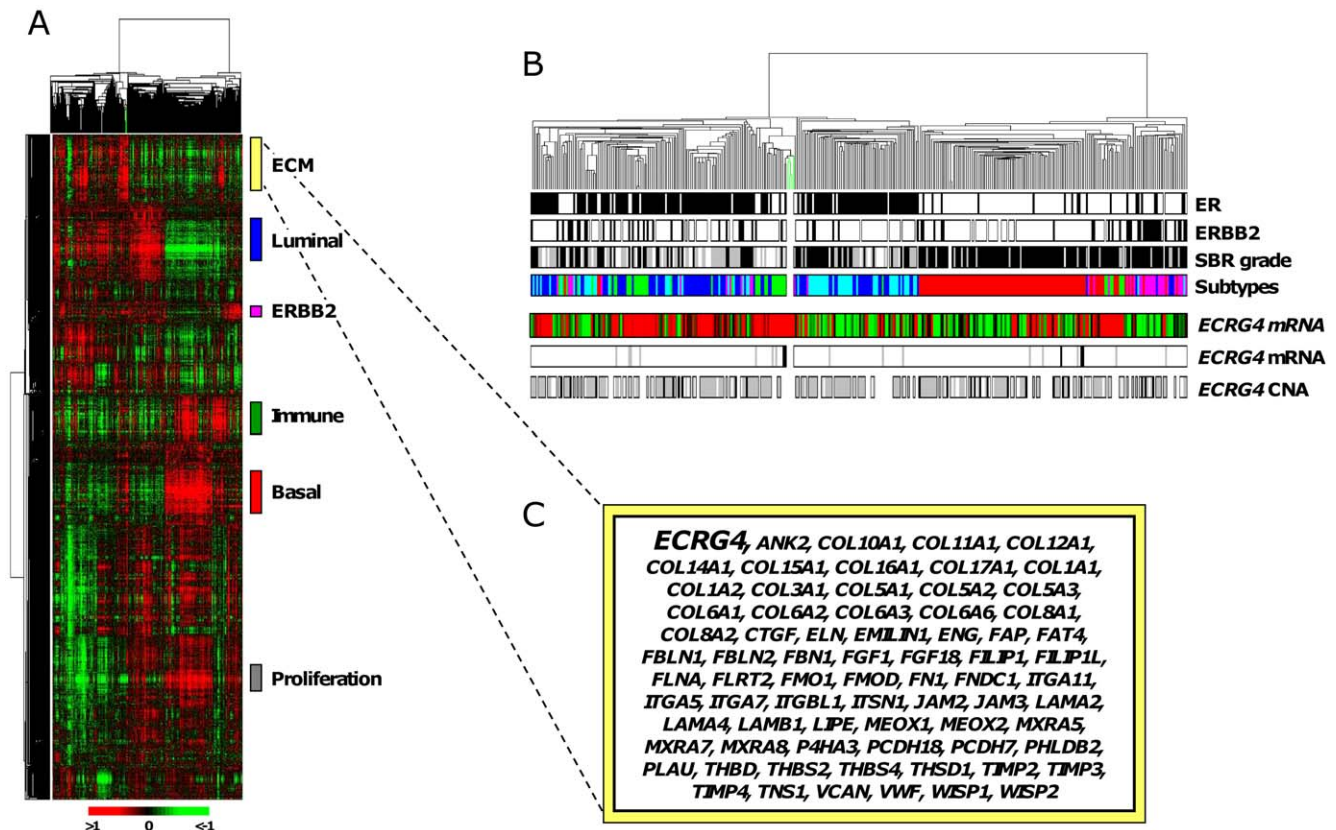 A
ECM
Luminal
ERBB2
Immune
Basal
Proliferation
>1 0 <-1
B
ER
ERBB2
SBR grade
Subtypes
ECRG4 mRNA
ECRG4 mRNA
ECRG4 CNA
C
ECRG4, ANK2, COL10A1, COL11A1, COL12A1,
COL14A1, COL15A1, COL16A1, COL17A1, COL1A1,
COL1A2, COL3A1, COL5A1, COL5A2, COL5A3,
COL6A1, COL6A2, COL6A3, COL6A6, COL8A1,
COL8A2, CTGF, ELN, EMILIN1, ENG, FAP, FAT4,
FBLN1, FBLN2, FBN1, FGF1, FGF18, FILIP1, FILIP1L,
FLNA, FLRT2, FMO1, FMOD, FN1, FNDC1, ITGA11,
ITGA5, ITGA7, ITGBL1, ITSN1, JAM2, JAM3, LAMA2,
LAMA4, LAMB1, LIPE, MEOX1, MEOX2, MXRA5,
MXRA7, MXRA8, P4HA3, PCDH18, PCDH7, PHLDB2,
PLAU, THBD, THBS2, THBS4, THSD1, TIMP2, TIMP3,
TIMP4, TNS1, VCAN, VWF, WISP1, WISP2